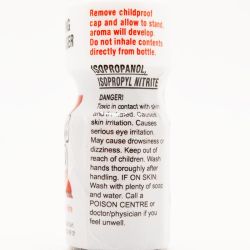 Remove childproof
cap and allow to stand,
aroma will develop.
Do not inhale contents
directly from bottle.
ISOPROPANOL,
ISOPROPYL NITRITE
DANGER!
Toxic in contact with skin
and if Causes
skin irritation. Causes
serious eye irritation.
May cause drowsiness or
dizziness. Keep out of
reach of children. Wash
hands thoroughly after
handling. IF ON SKIN
Wash with plenty of soap
and water. Call a
POISON CENTRE or
doctor/physician if you
feel unwell.